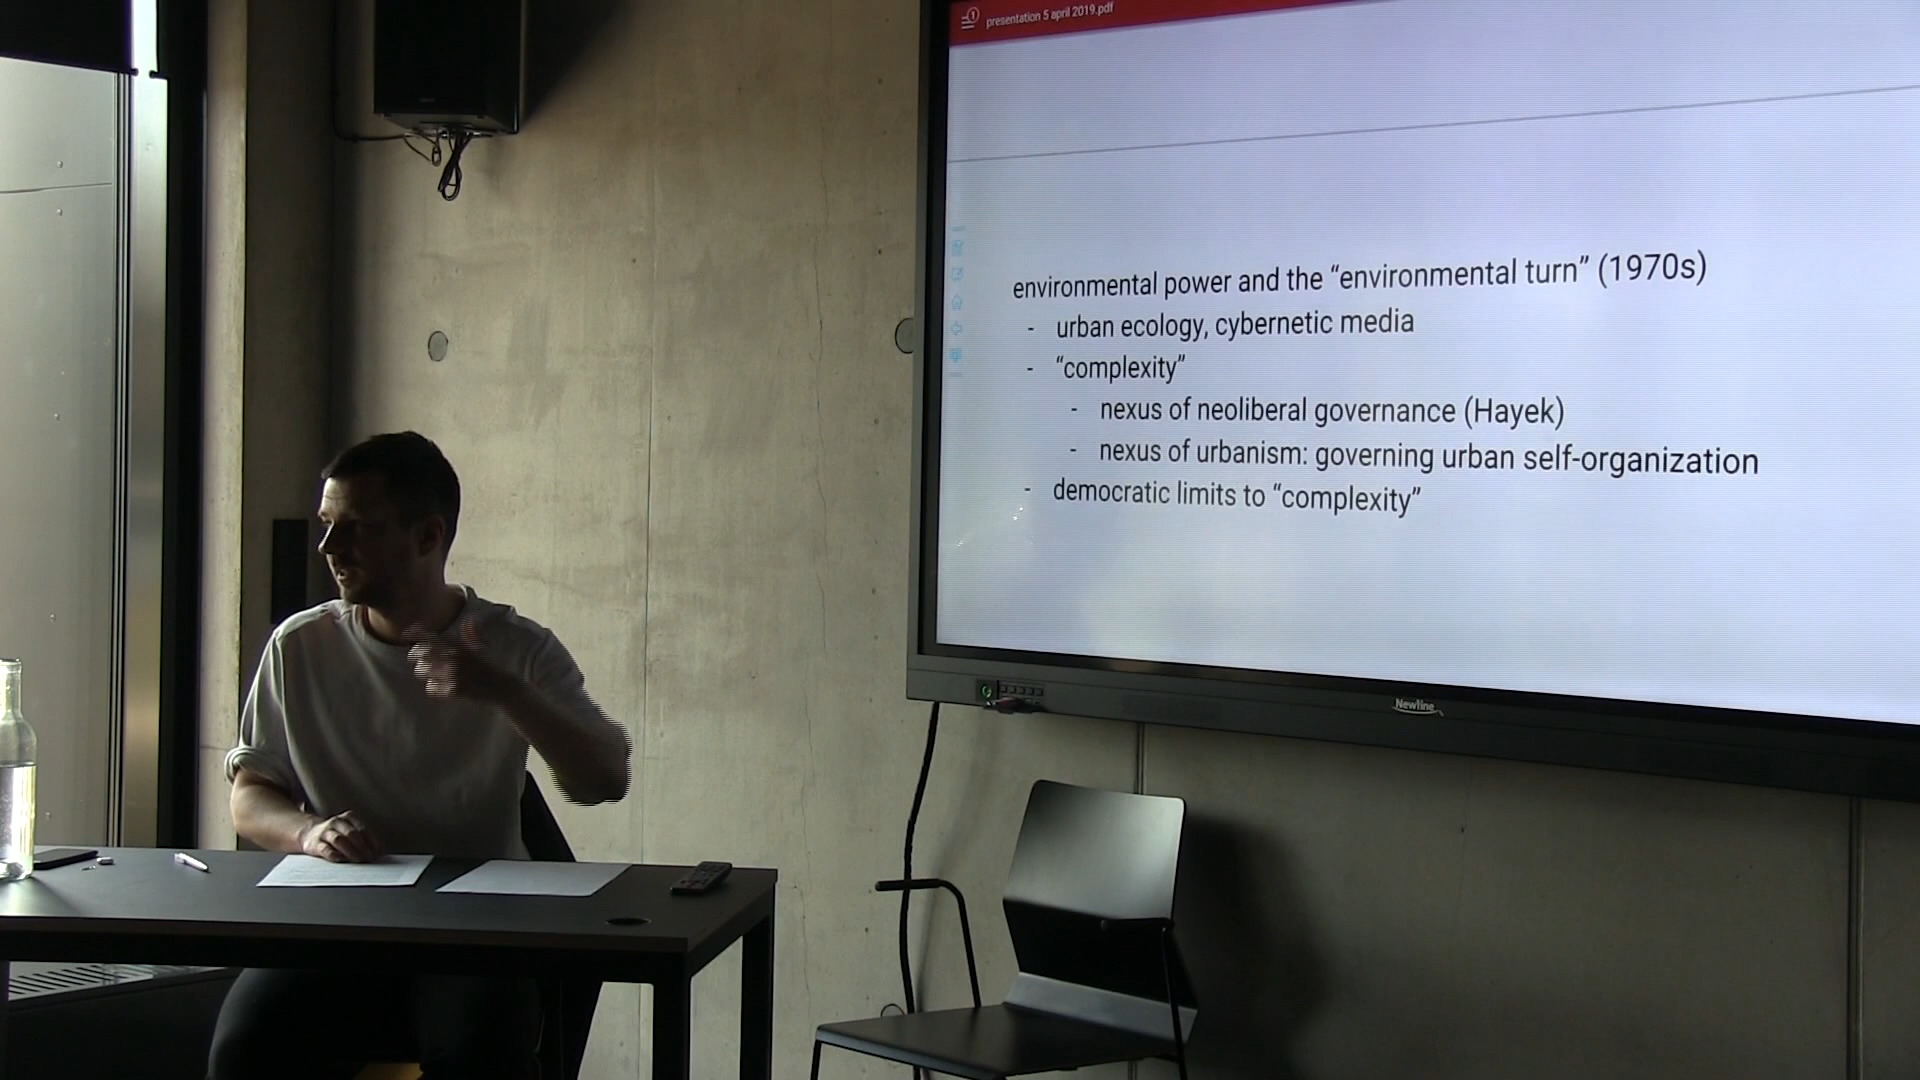 presentation 5 april 2019.pdf
environmental power and the “environmental turn” (1970s)
- urban ecology, cybernetic media
- “complexity”
- nexus of neoliberal governance (Hayek)
- nexus of urbanism: governing urban self-organization
- democratic limits to “complexity”
Newline